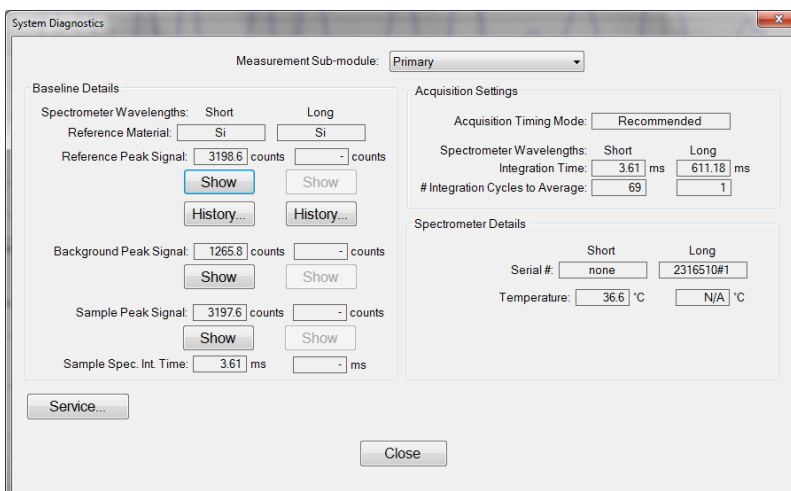 System Diagnostics
Measurement Sub-module: Primary
Baseline Details
Spectrometer Wavelengths: Short Long
Reference Material: Si Si
Reference Peak Signal: 3198.6 counts - counts
Show Show
History... History...
Background Peak Signal: 1265.8 counts - counts
Show Show
Sample Peak Signal: 3197.6 counts - counts
Show Show
Sample Spec. Int. Time: 3.61 ms - ms
Acquisition Settings
Acquisition Timing Mode: Recommended
Spectrometer Wavelengths: Short Long
Integration Time: 3.61 ms 611.18 ms
# Integration Cycles to Average: 69 1
Spectrometer Details
Short Long
Serial #: none 2316510#1
Temperature: 36.6 °C N/A °C
Service...
Close